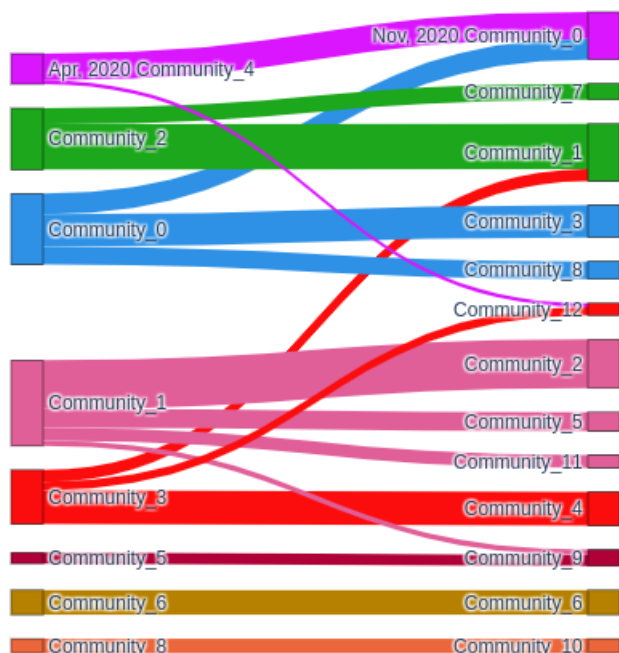 Nov, 2020 Community_0
Apr, 2020 Community_4
Community_7
Community_2
Community_1
Community_3
Community_0
Community_8
Community_12
Community_2
Community_1
Community_5
Community_11
Community_3
Community_4
Community_5
Community_9
Community_6
Community_6
Community_8
Community_10